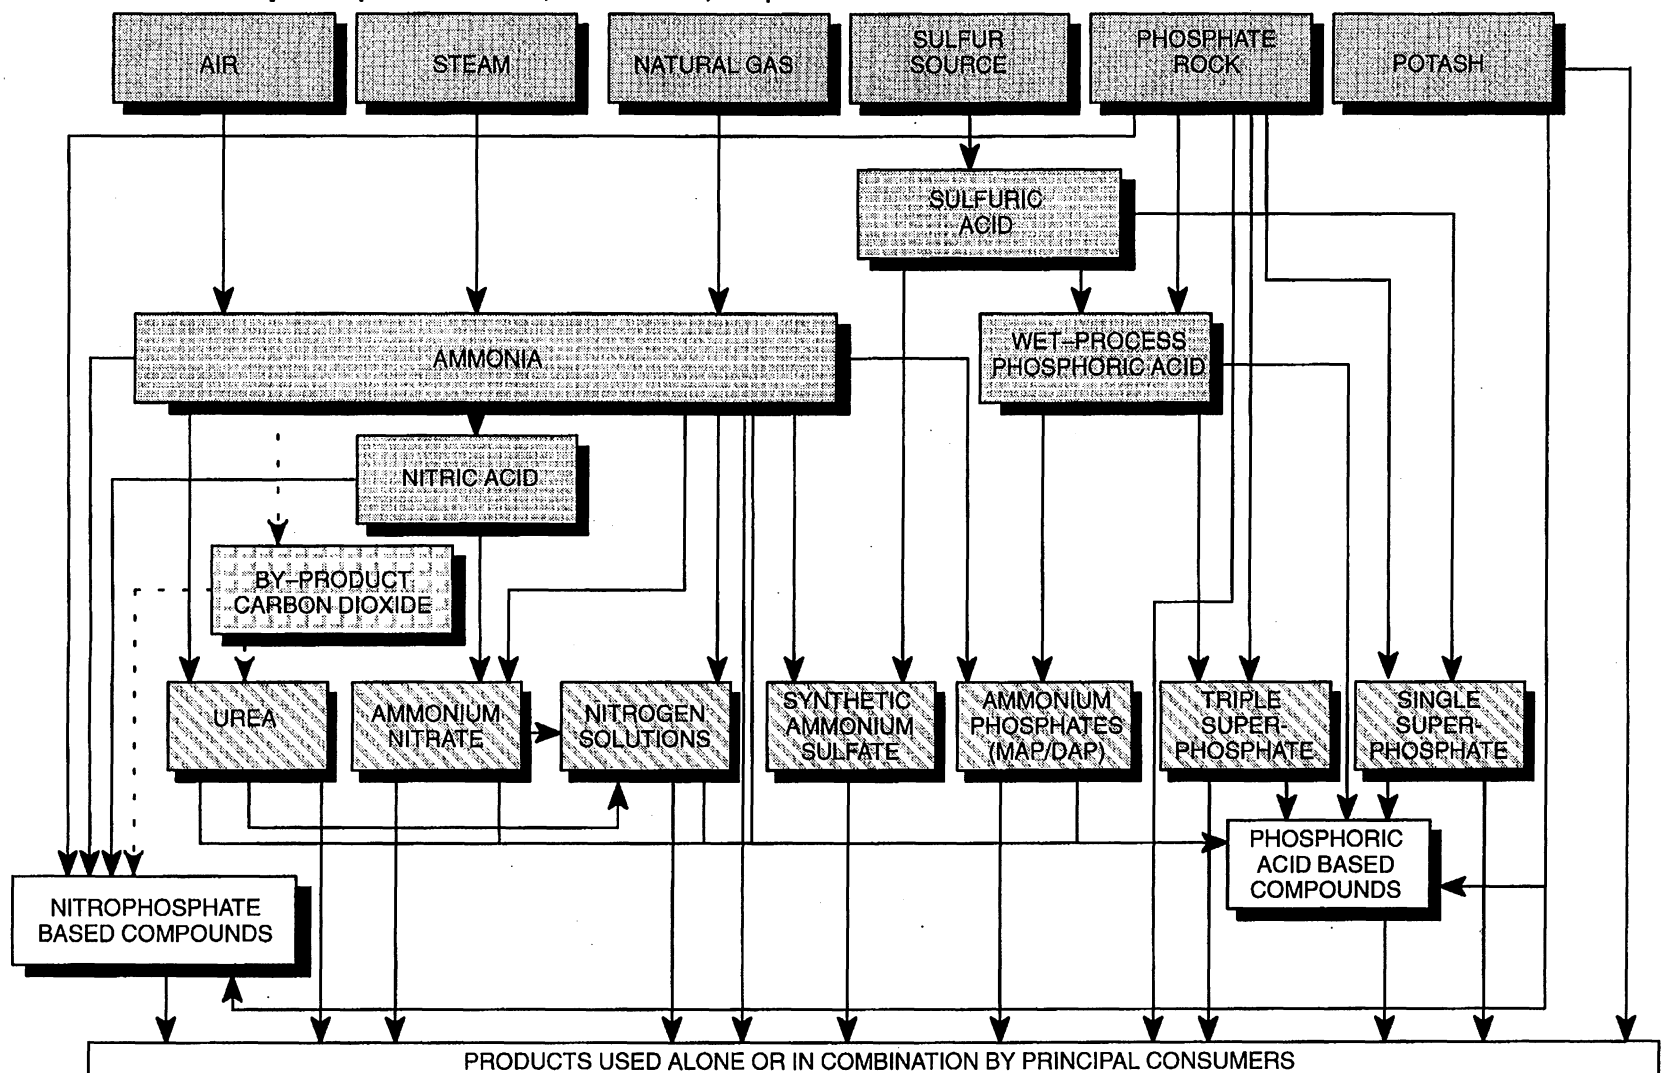 AIR
STEAM
NATURAL GAS
SULFUR
SOURCE
PHOSPHATE
ROCK
POTASH
SULFURIC
ACID
AMMONIA
WET–PROCESS
PHOSPHORIC ACID
NITRIC ACID
BY–PRODUCT
CARBON DIOXIDE
UREA
AMMONIUM
NITRATE
NITROGEN
SOLUTIONS
SYNTHETIC
AMMONIUM
SULFATE
AMMONIUM
PHOSPHATES
(MAP/DAP)
TRIPLE
SUPER-
PHOSPHATE
SINGLE
SUPER-
PHOSPHATE
PHOSPHORIC
ACID BASED
COMPOUNDS
NITROPHOSPHATE
BASED COMPOUNDS
PRODUCTS USED ALONE OR IN COMBINATION BY PRINCIPAL CONSUMERS